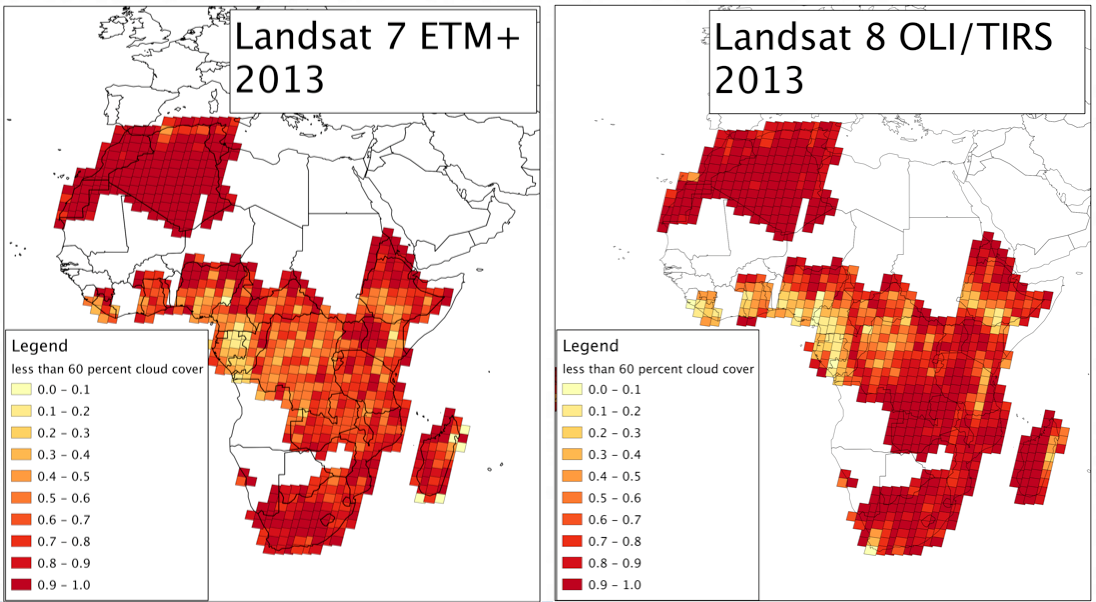 Landsat 7 ETM+
2013
Legend
less than 60 percent cloud cover
0.0 – 0.1
0.1 – 0.2
0.2 – 0.3
0.3 – 0.4
0.4 – 0.5
0.5 – 0.6
0.6 – 0.7
0.7 – 0.8
0.8 – 0.9
0.9 – 1.0
Landsat 8 OLI/TIRS
2013
Legend
less than 60 percent cloud cover
0.0 – 0.1
0.1 – 0.2
0.2 – 0.3
0.3 – 0.4
0.4 – 0.5
0.5 – 0.6
0.6 – 0.7
0.7 – 0.8
0.8 – 0.9
0.9 – 1.0